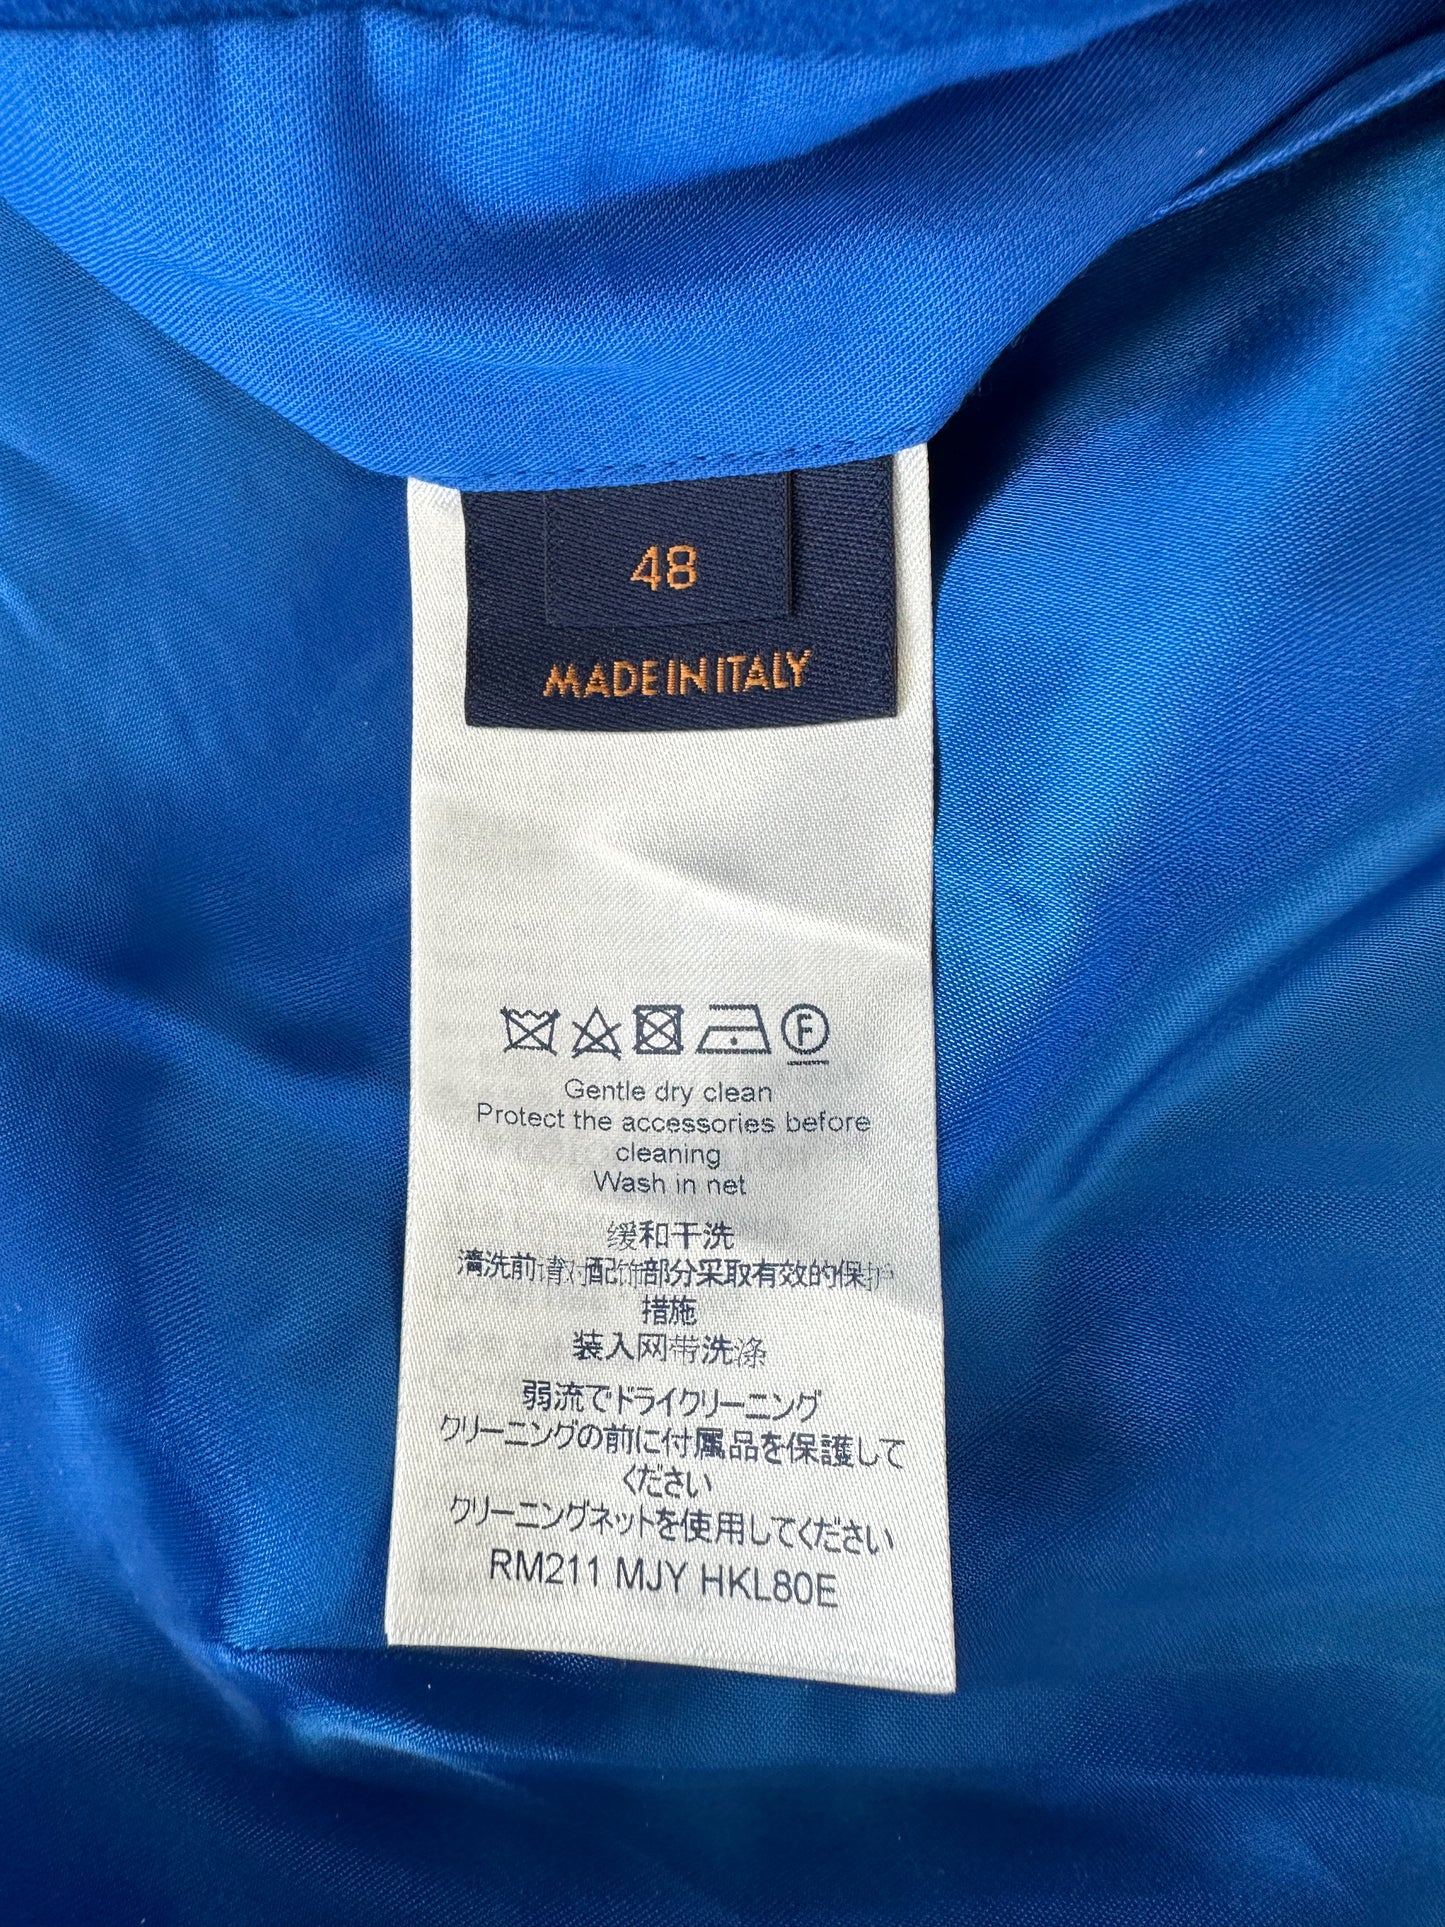 48
MADE IN ITALY
F
Gentle dry clean
Protect the accessories before
cleaning
Wash in net
缓和干洗
清洗前请对配饰部分采取有效的保护
措施
装入网带洗涤
弱流でドライクリーニング
クリーニングの前に付属品を保護して
ください
クリーニングネットを使用してください
RM211 MJY HKL80E